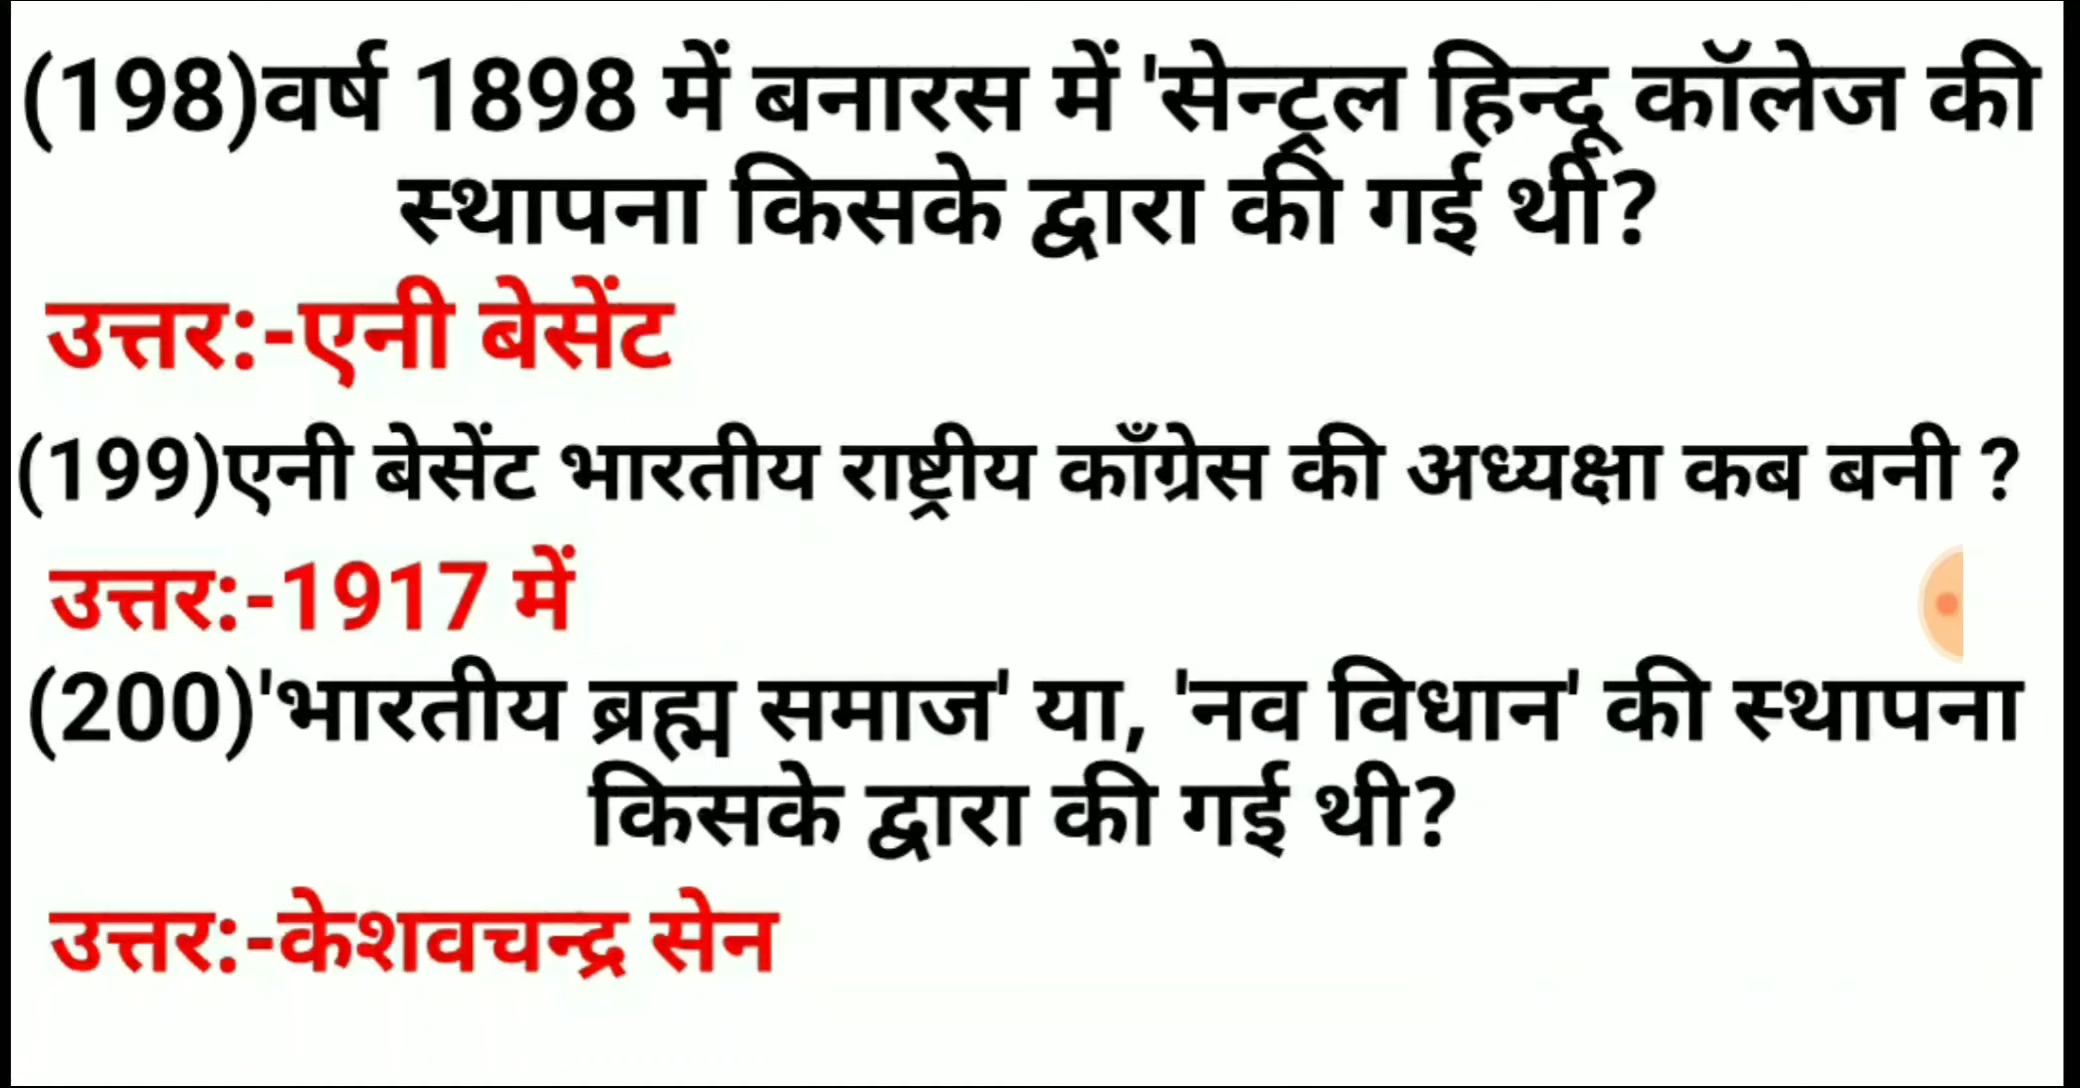 (198)वर्ष 1898 में बनारस में 'सेन्ट्रल हिन्दू कॉलेज की
स्थापना किसके द्वारा की गई थी?
उत्तर:-एनी बेसेंट
(199)एनी बेसेंट भारतीय राष्ट्रीय काँग्रेस की अध्यक्षा कब बनी ?
उत्तर:-1917 में
(200)'भारतीय ब्रह्म समाज' या, 'नव विधान' की स्थापना
किसके द्वारा की गई थी?
उत्तर:-केशवचन्द्र सेन